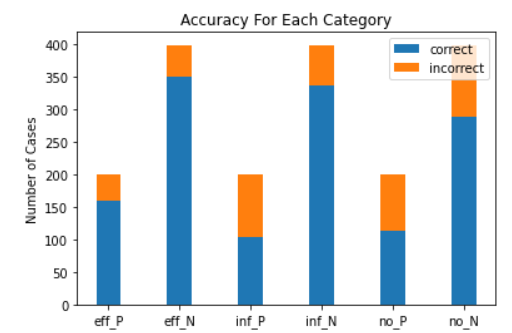 Accuracy For Each Category
correct
incorrect
Number of Cases
400
350
300
250
200
150
100
50
0
eff_P eff_N inf_P inf_N no_P no_N